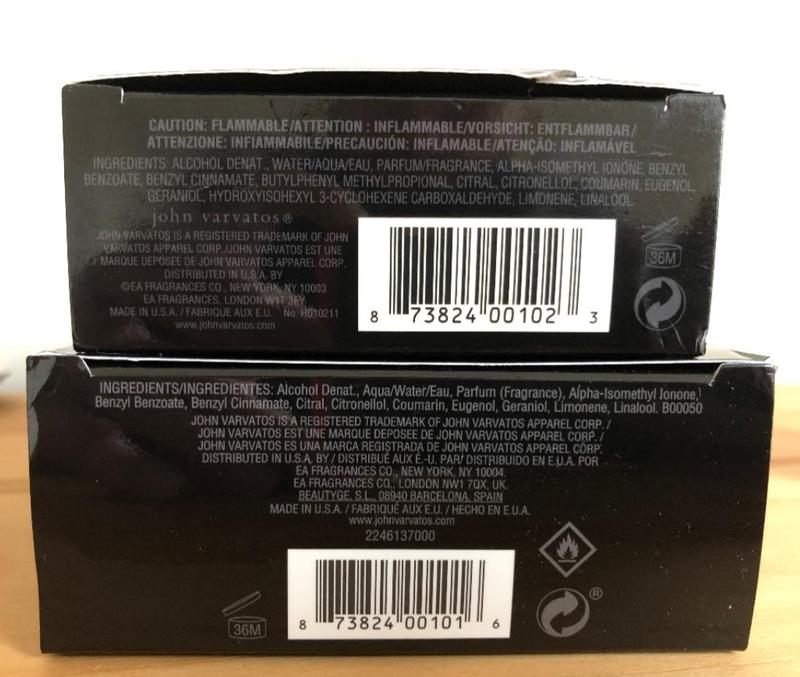 CAUTION: FLAMMABLE/ATTENTION : INFLAMMABLE/VORSICHT: ENTFLAMMBAR/
ATTENZIONE: INFIAMMABILE/PRECAUCIÓN: INFLAMABLE/ATENÇÃO: INFLAMÁVEL
INGREDIENTS: ALCOHOL DENAT., WATER/AQUA/EAU, PARFUM/FRAGRANCE, ALPHA-ISOMETHYL IONONE, BENZYL
BENZOATE, BENZYL CINNAMATE, BUTYLPHENYL METHYLPROPIONAL, CITRAL, CITRONELLOL, COUMARIN, EUGENOL,
GERANIOL, HYDROXYISOHEXYL 3-CYCLOHEXENE CARBOXALDEHYDE, LIMONENE, LINALOOL.
john varvatos®
JOHN VARVATOS IS A REGISTERED TRADEMARK OF JOHN
VARVATOS APPAREL CORP./JOHN VARVATOS EST UNE
MARQUE DEPOSEE DE JOHN VARVATOS APPAREL CORP.
DISTRIBUTED IN U.S.A. BY
©EA FRAGRANCES CO., NEW YORK, NY 10003
EA FRAGRANCES, LONDON W1T 3EY
MADE IN U.S.A. / FABRIQUE AUX E.U. No. H010211
www.johnvarvatos.com
8 73824 00102 3
36M
INGREDIENTS/INGREDIENTES: Alcohol Denat., Aqua/Water/Eau, Parfum (Fragrance), Alpha-Isomethyl Ionone,
Benzyl Benzoate, Benzyl Cinnamate, Citral, Citronellol, Coumarin, Eugenol, Geraniol, Limonene, Linalool. B00050
JOHN VARVATOS IS A REGISTERED TRADEMARK OF JOHN VARVATOS APPAREL CORP. /
JOHN VARVATOS EST UNE MARQUE DEPOSEE DE JOHN VARVATOS APPAREL CORP. /
JOHN VARVATOS ES UNA MARCA REGISTRADA DE JOHN VARVATOS APPAREL CORP.
DISTRIBUTED IN U.S.A. BY / DISTRIBUÉ AUX É.-U. PAR/ DISTRIBUIDO EN E.U.A. POR
EA FRAGRANCES CO., NEW YORK, NY 10004.
EA FRAGRANCES CO., LONDON NW1 7QX, UK.
BEAUTYGE, S.L., 08940 BARCELONA, SPAIN
MADE IN U.S.A. / FABRIQUÉ AUX E.U. / HECHO EN E.U.A.
www.johnvarvatos.com
2246137000
36M
8 73824 00101 6
®